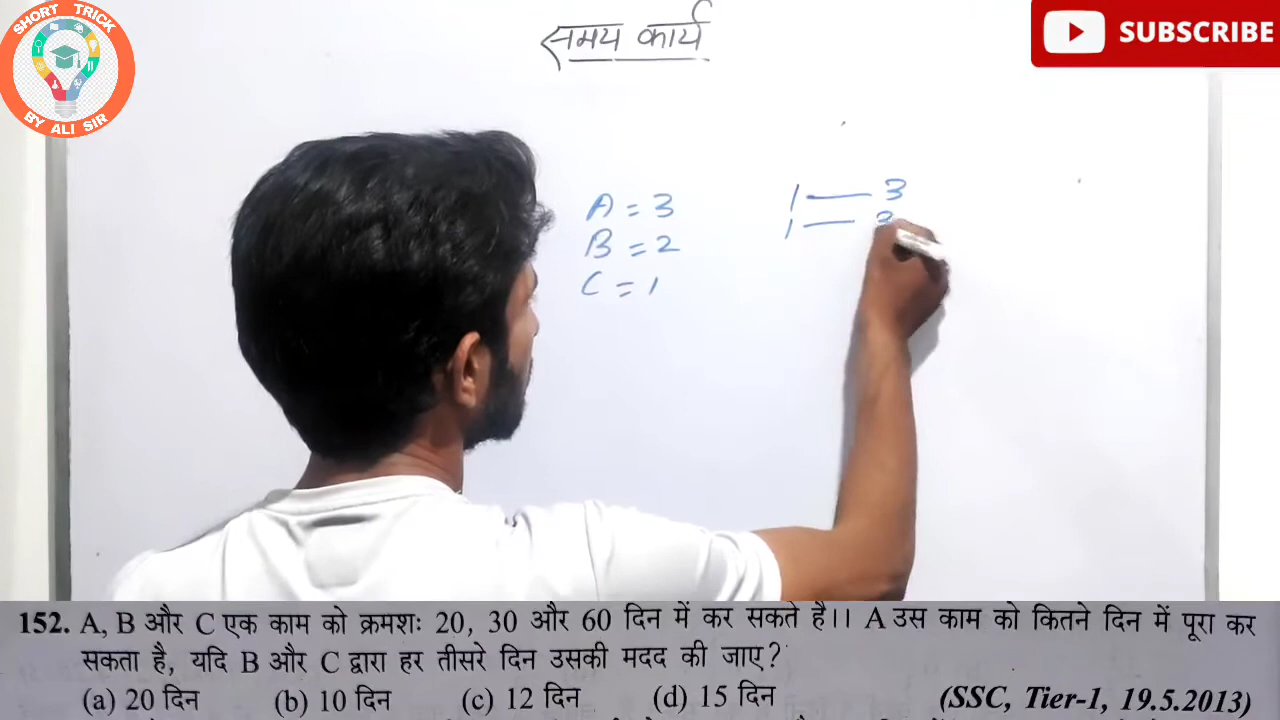 SHORT TRICK
BY ALI SIR
समय कार्य
SUBSCRIBE
A = 3
B = 2
C = 1
1 — 3
1 —
152. A, B और C एक काम को क्रमशः 20, 30 और 60 दिन में कर सकते है।। A उस काम को कितने दिन में पूरा कर
सकता है, यदि B और C द्वारा हर तीसरे दिन उसकी मदद की जाए?
(a) 20 दिन (b) 10 दिन (c) 12 दिन (d) 15 दिन (SSC, Tier-1, 19.5.2013)